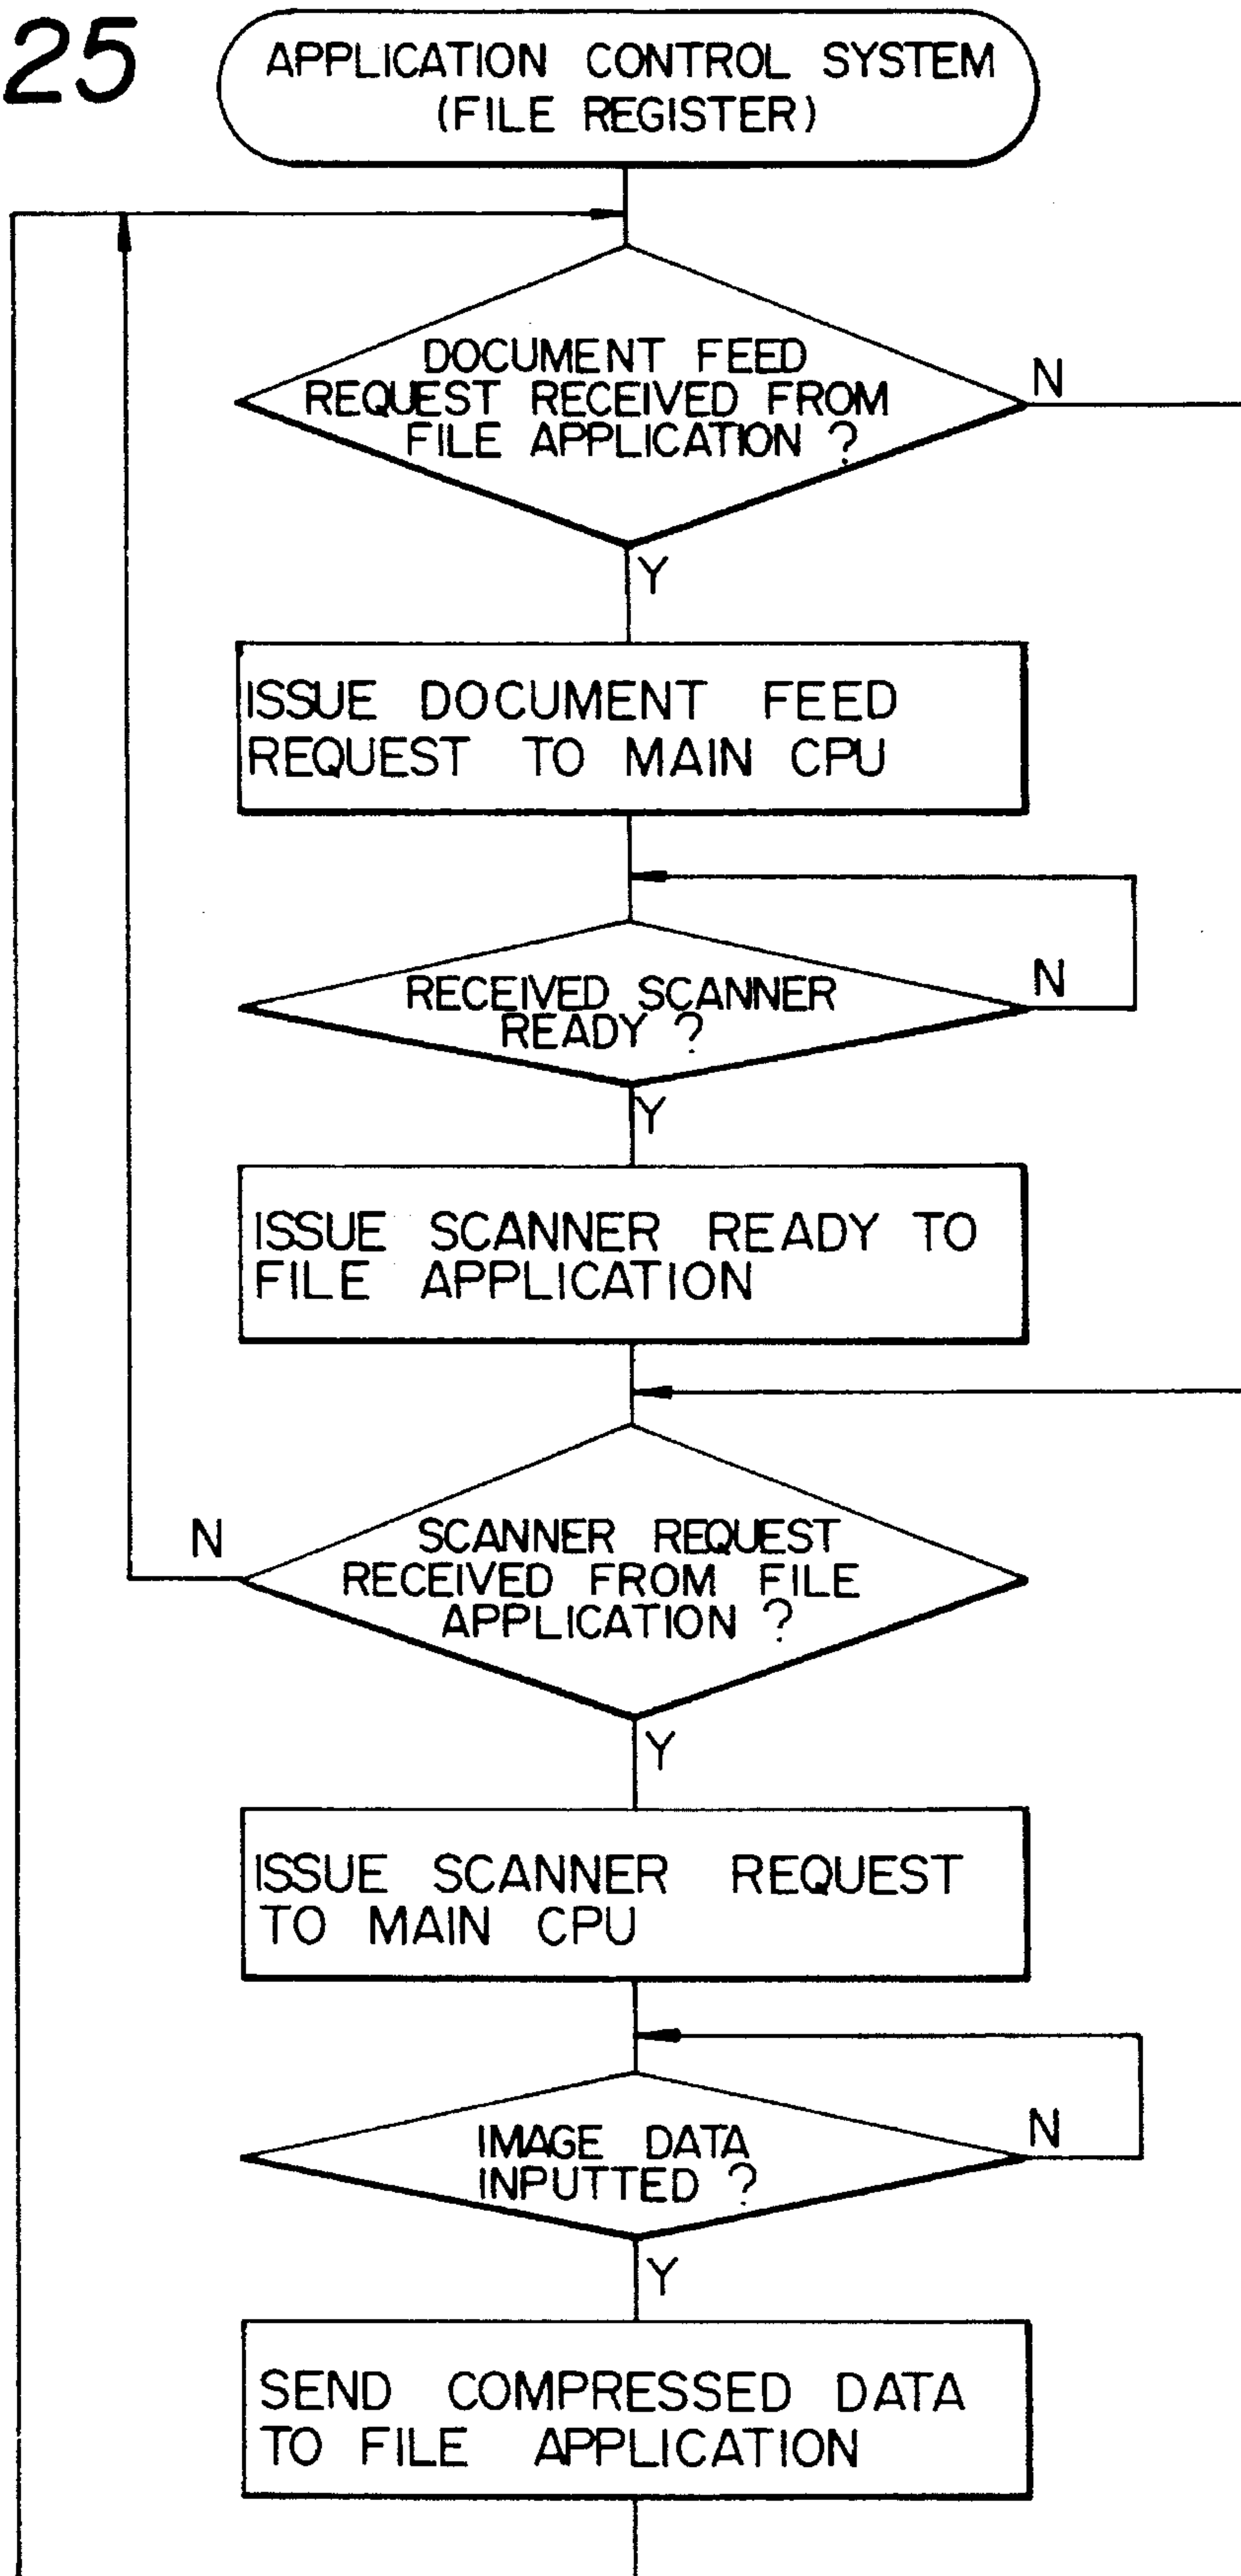 25
APPLICATION CONTROL SYSTEM
(FILE REGISTER)
DOCUMENT FEED
REQUEST RECEIVED FROM
FILE APPLICATION ?
N
Y
ISSUE DOCUMENT FEED
REQUEST TO MAIN CPU
RECEIVED SCANNER
READY ?
N
Y
ISSUE SCANNER READY TO
FILE APPLICATION
N
SCANNER REQUEST
RECEIVED FROM FILE
APPLICATION ?
Y
ISSUE SCANNER REQUEST
TO MAIN CPU
IMAGE DATA
INPUTTED ?
N
Y
SEND COMPRESSED DATA
TO FILE APPLICATION